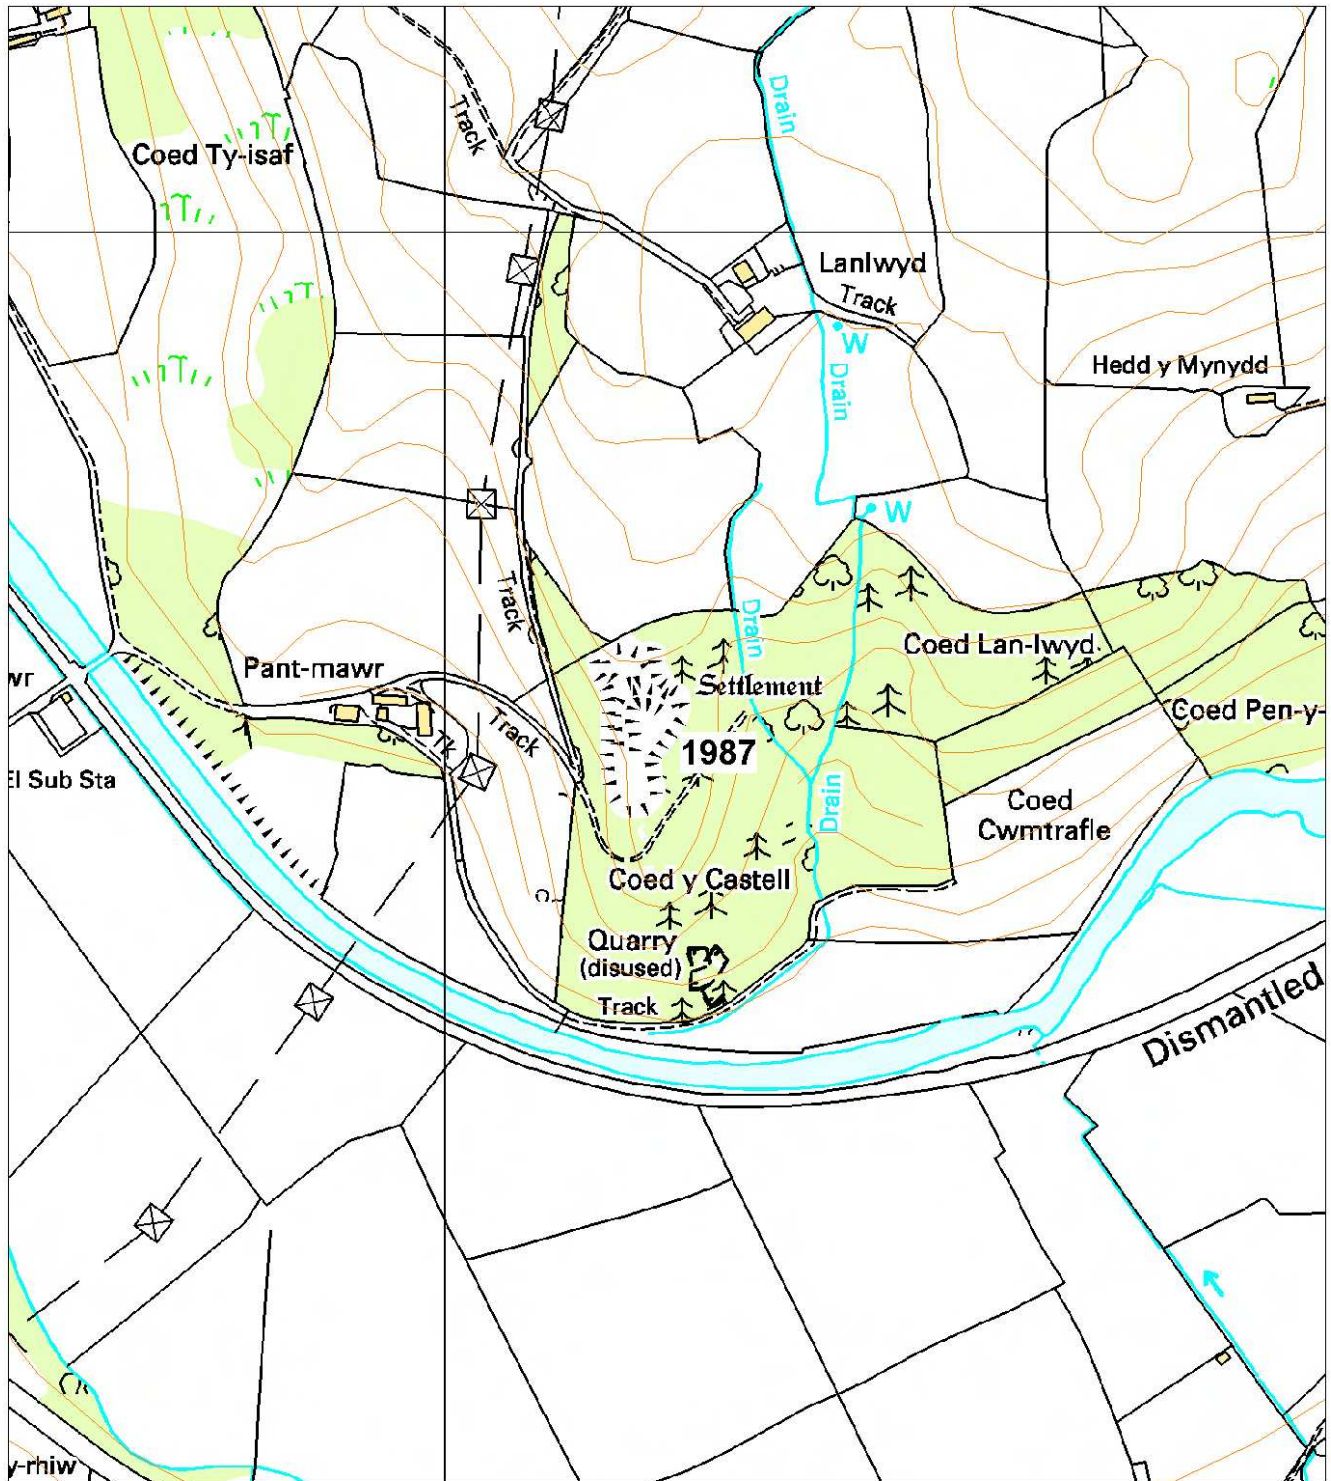 Drain
Track
Coed Ty-isaf
Lanlwyd
Track
W
Hedd y Mynydd
Drain
W
Track
Drain
Coed Lan-lwyd
Pant-mawr
wr
Settlement
Coed Pen-y-
Track
Tk
1987
El Sub Sta
Drain
Coed
Cwmtrafle
Coed y Castell
Quarry
(disused)
Track
Dismantled
y-rhiw